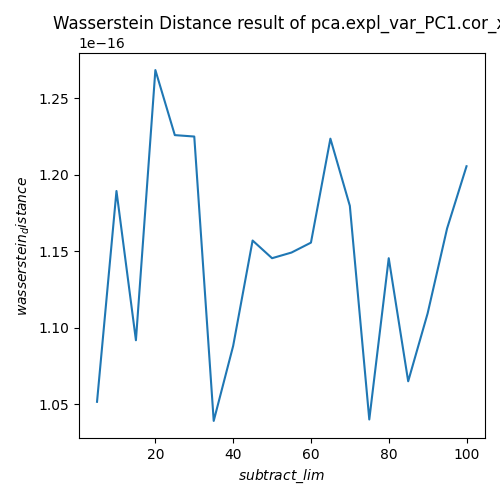 Wasserstein Distance result of pca.expl_var_PC1.cor_x
1e−16
1.25
1.20
1.15
1.10
1.05
wasserstein_distance
20 40 60 80 100
subtract_lim